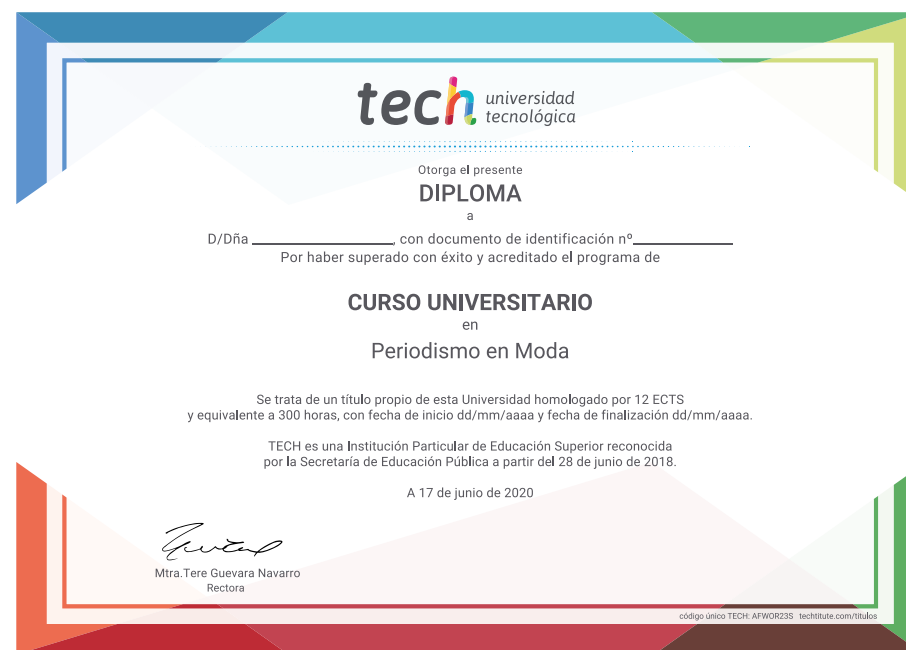 tech universidad
tecnológica
Otorga el presente
DIPLOMA
a
D/Dña ________________, con documento de identificación nº____________
Por haber superado con éxito y acreditado el programa de
CURSO UNIVERSITARIO
en
Periodismo en Moda
Se trata de un título propio de esta Universidad homologado por 12 ECTS
y equivalente a 300 horas, con fecha de inicio dd/mm/aaaa y fecha de finalización dd/mm/aaaa.
TECH es una Institución Particular de Educación Superior reconocida
por la Secretaría de Educación Pública a partir del 28 de junio de 2018.
A 17 de junio de 2020
Mtra.Tere Guevara Navarro
Rectora
código único TECH: AFWOR23S techtitute.com/titulos